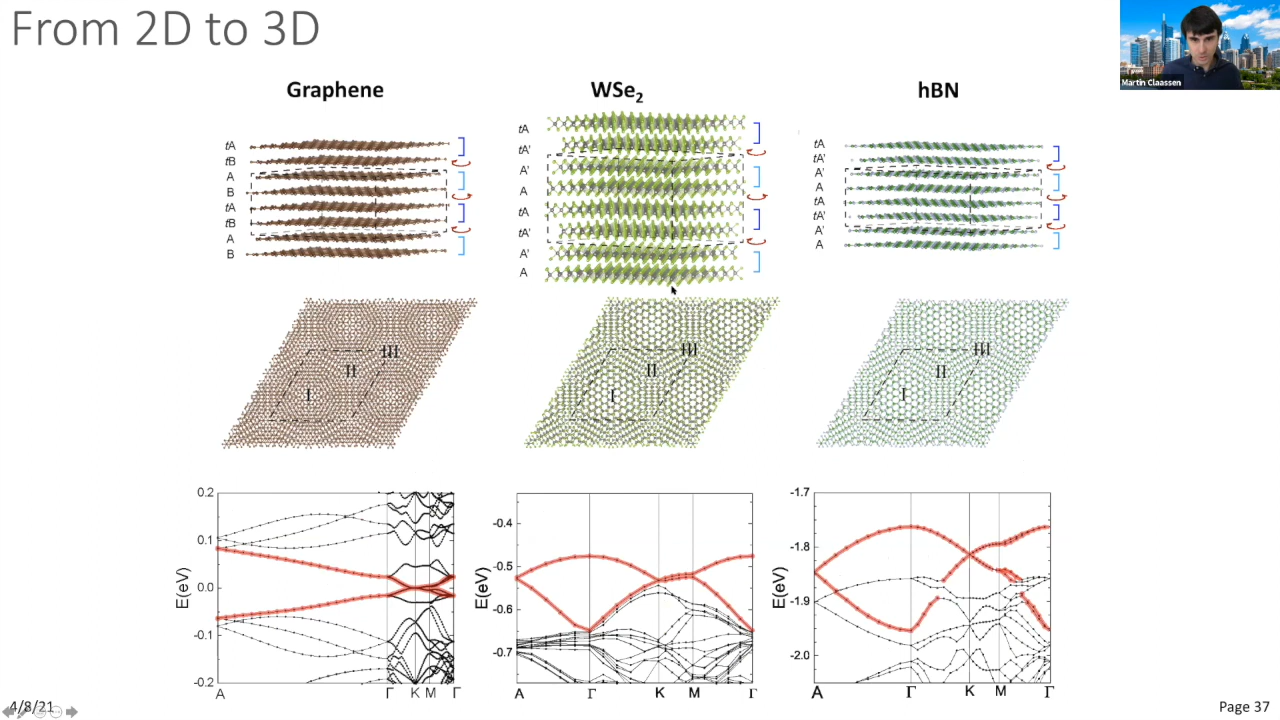 From 2D to 3D
Martin Claassen
Graphene
WSe₂
hBN
tA
tB
A
B
tA
tB
A
B
tA
tA'
A'
A
tA
tA'
A'
A
tA
tA'
A'
A
tA
tA'
A'
A
I
II
III
I
II
III
I
II
III
E(eV)
0.2
0.1
0.0
-0.1
-0.2
A Γ K M Γ
E(eV)
-0.4
-0.5
-0.6
-0.7
A Γ K M Γ
E(eV)
-1.7
-1.8
-1.9
-2.0
A Γ K M Γ
4/8/21
Page 37